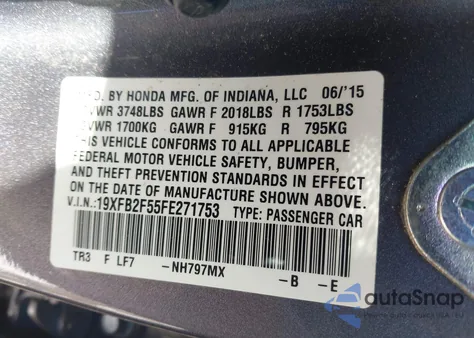 MFD. BY HONDA MFG. OF INDIANA, LLC 06/'15
GVWR 3748LBS GAWR F 2018LBS R 1753LBS
GVWR 1700KG GAWR F 915KG R 795KG
THIS VEHICLE CONFORMS TO ALL APPLICABLE
FEDERAL MOTOR VEHICLE SAFETY, BUMPER,
AND THEFT PREVENTION STANDARDS IN EFFECT
ON THE DATE OF MANUFACTURE SHOWN ABOVE.
V.I.N.:19XFB2F55FE271753 TYPE: PASSENGER CAR
TR3 F LF7 -NH797MX -B -E
autaSnap